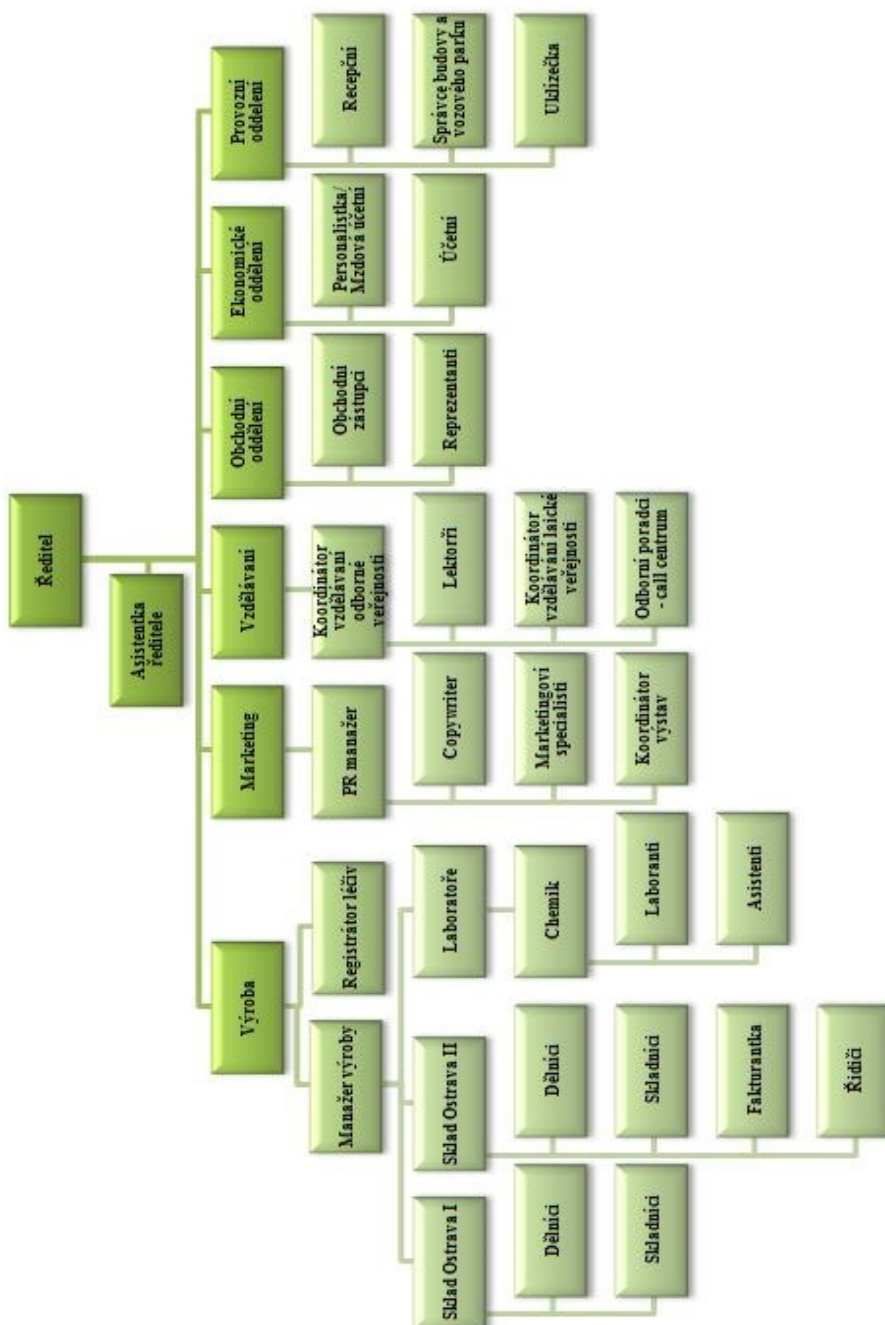 Ředitel
Asistentka
ředitele
Výroba
Marketing
Vzdělávání
Obchodní
oddělení
Ekonomické
oddělení
Provozní
oddělení
Manažer výroby
Registrátor léčiv
PR manažer
Koordinátor
vzdělávání
odborné
veřejnosti
Obchodní
zástupci
Personalistka/
Mzdová účetní
Recepční
Sklad Ostrava I
Sklad Ostrava II
Laboratoře
Copywriter
Lektoři
Reprezentanti
Účetní
Správce budovy a
vozového parku
Dělníci
Dělníci
Chemik
Marketingoví
specialisti
Koordinátor
vzdělávání laické
veřejnosti
Uklízečka
Skladníci
Skladníci
Laboranti
Koordinátor
výstav
Odborní poradci
- call centrum
Fakturantka
Asistenti
Řidiči